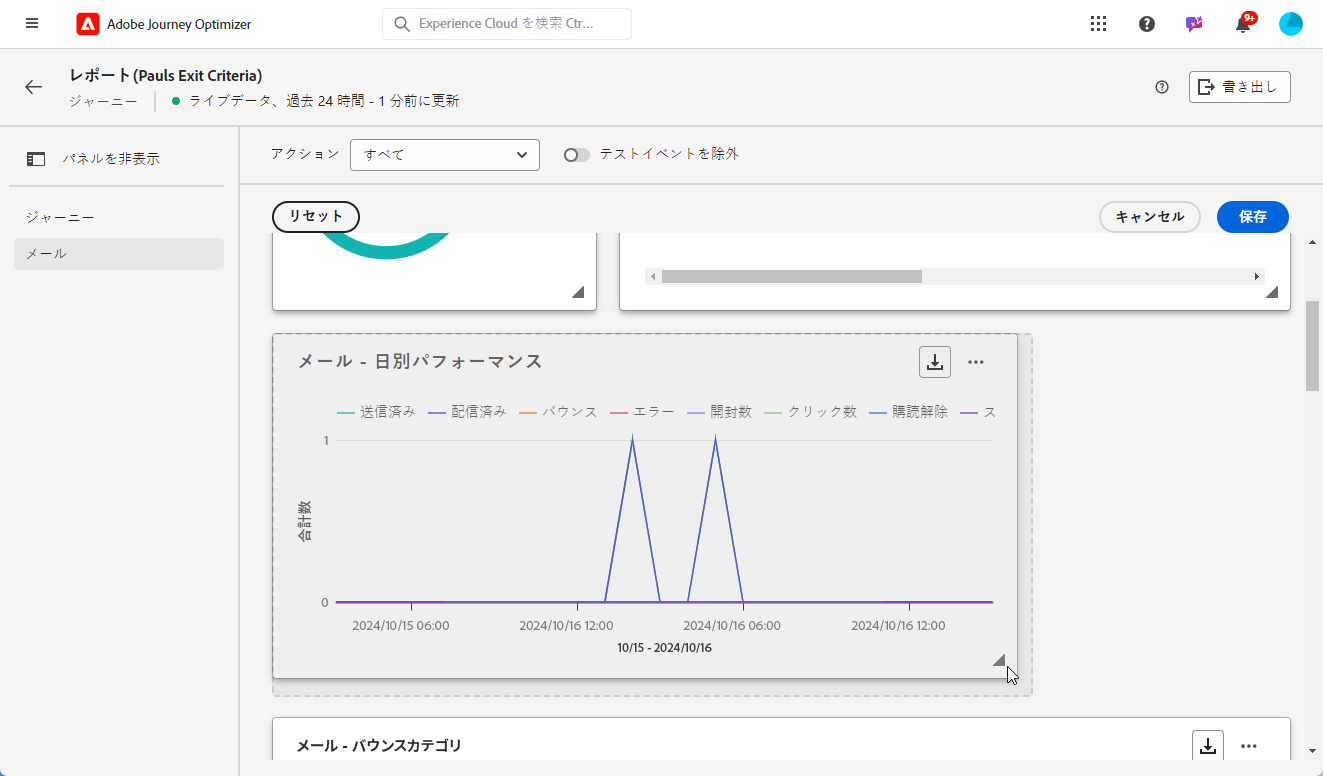 Adobe Journey Optimizer
Experience Cloud を検索 Ctr...
9+
レポート(Pauls Exit Criteria)
ジャーニー
ライブデータ、過去 24 時間 - 1 分前に更新
書き出し
パネルを非表示
アクション
すべて
テストイベントを除外
ジャーニー
メール
リセット
キャンセル
保存
メール - 日別パフォーマンス
送信済み 配信済み バウンス エラー 開封数 クリック数 購読解除 ス
1
合計数
0
2024/10/15 06:00 2024/10/16 12:00 2024/10/16 06:00 2024/10/16 12:00
10/15 - 2024/10/16
メール - バウンスカテゴリ